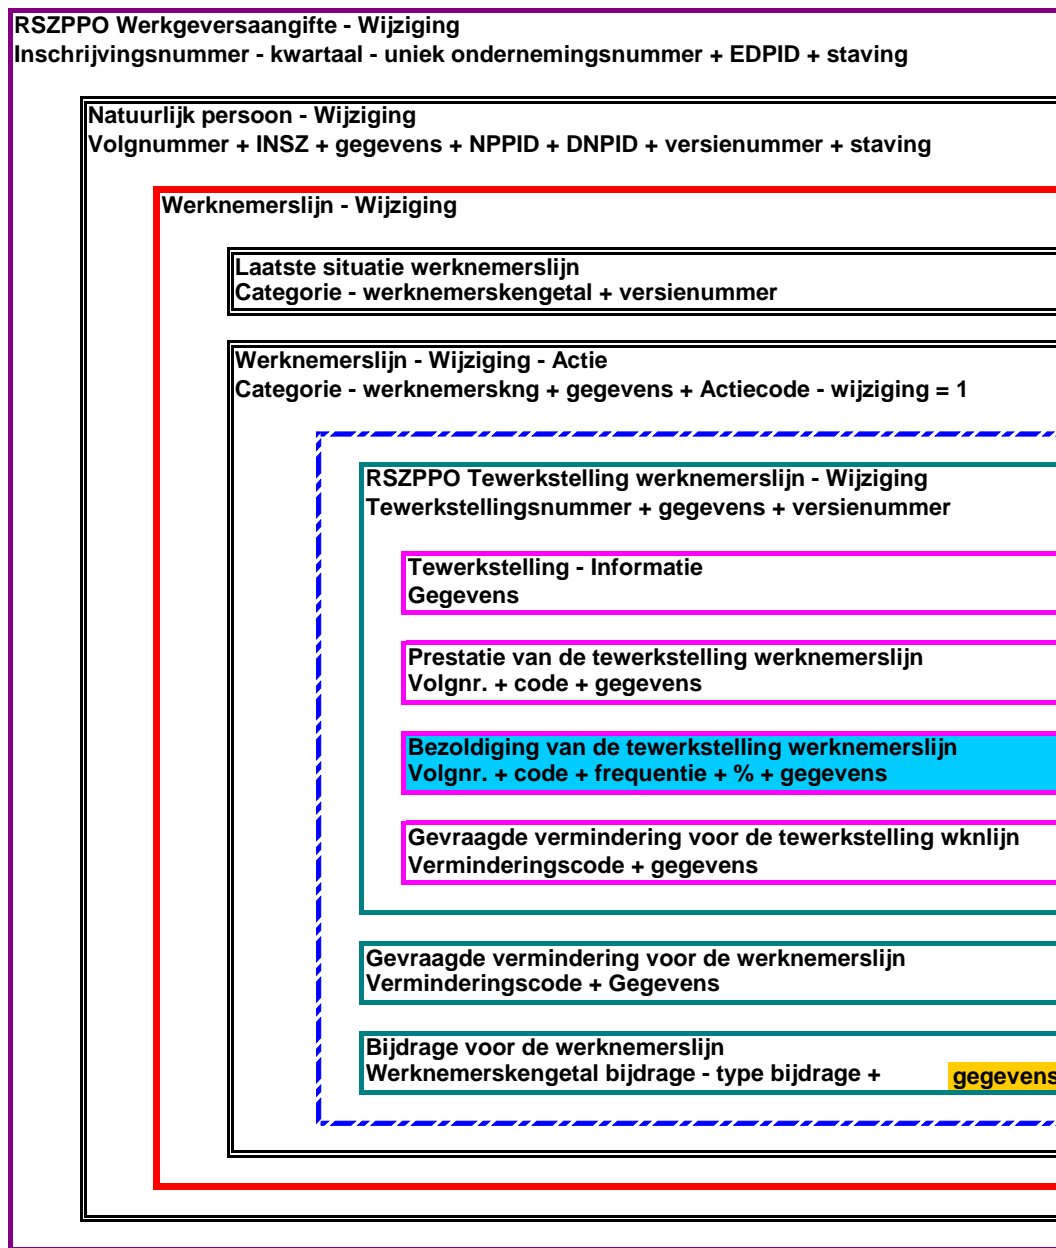 RSZPPO Werkgeversaangifte - Wijziging
Inschrijvingsnummer - kwartaal - uniek ondernemingsnummer + EDPID + staving
Natuurlijk persoon - Wijziging
Volgnummer + INSZ + gegevens + NPPID + DNPID + versienummer + staving
Werknemerslijn - Wijziging
Laatste situatie werknemerslijn
Categorie - werknemerskengetal + versienummer
Werknemerslijn - Wijziging - Actie
Categorie - werknemerskng + gegevens + Actiecode - wijziging = 1
RSZPPO Tewerkstelling werknemerslijn - Wijziging
Tewerkstellingsnummer + gegevens + versienummer
Tewerkstelling - Informatie
Gegevens
Prestatie van de tewerkstelling werknemerslijn
Volgnr. + code + gegevens
Bezoldiging van de tewerkstelling werknemerslijn
Volgnr. + code + frequentie + % + gegevens
Gevraagde vermindering voor de tewerkstelling wknlijn
Verminderingscode + gegevens
Gevraagde vermindering voor de werknemerslijn
Verminderingscode + Gegevens
Bijdrage voor de werknemerslijn
Werknemerskengetal bijdrage - type bijdrage + gegevens